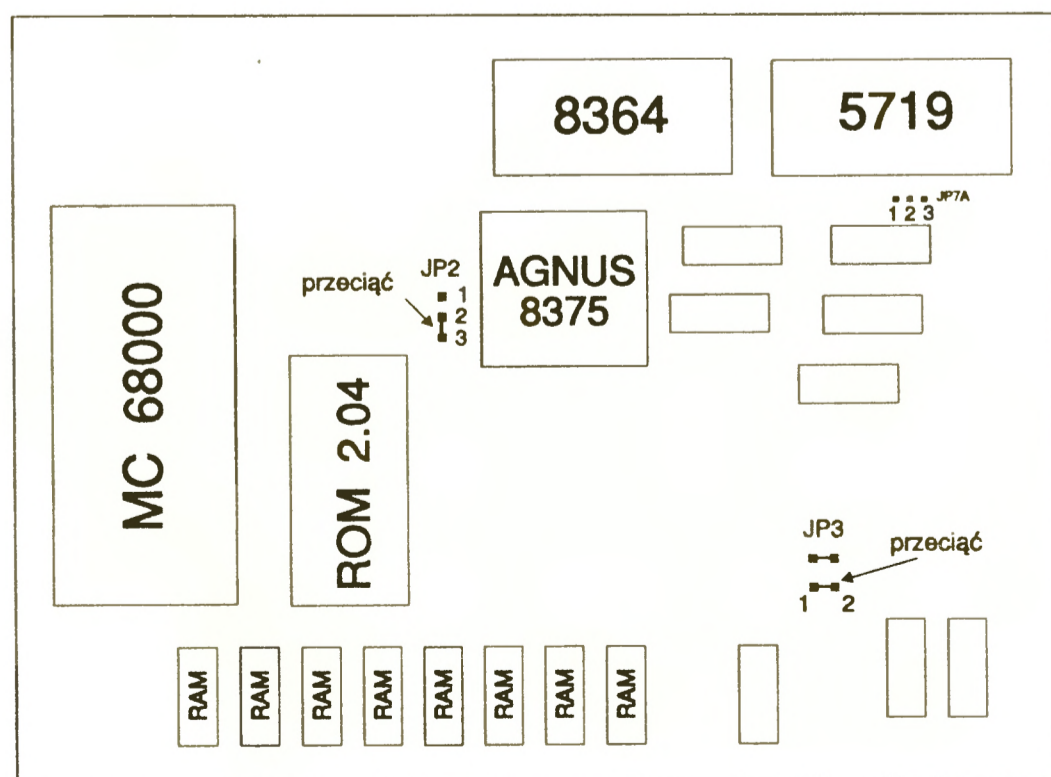 8364
5719
JP7A
1 2 3
MC 68000
JP2
przeciąć
1
2
3
AGNUS
8375
ROM 2.04
JP3
przeciąć
1
2
RAM
RAM
RAM
RAM
RAM
RAM
RAM
RAM